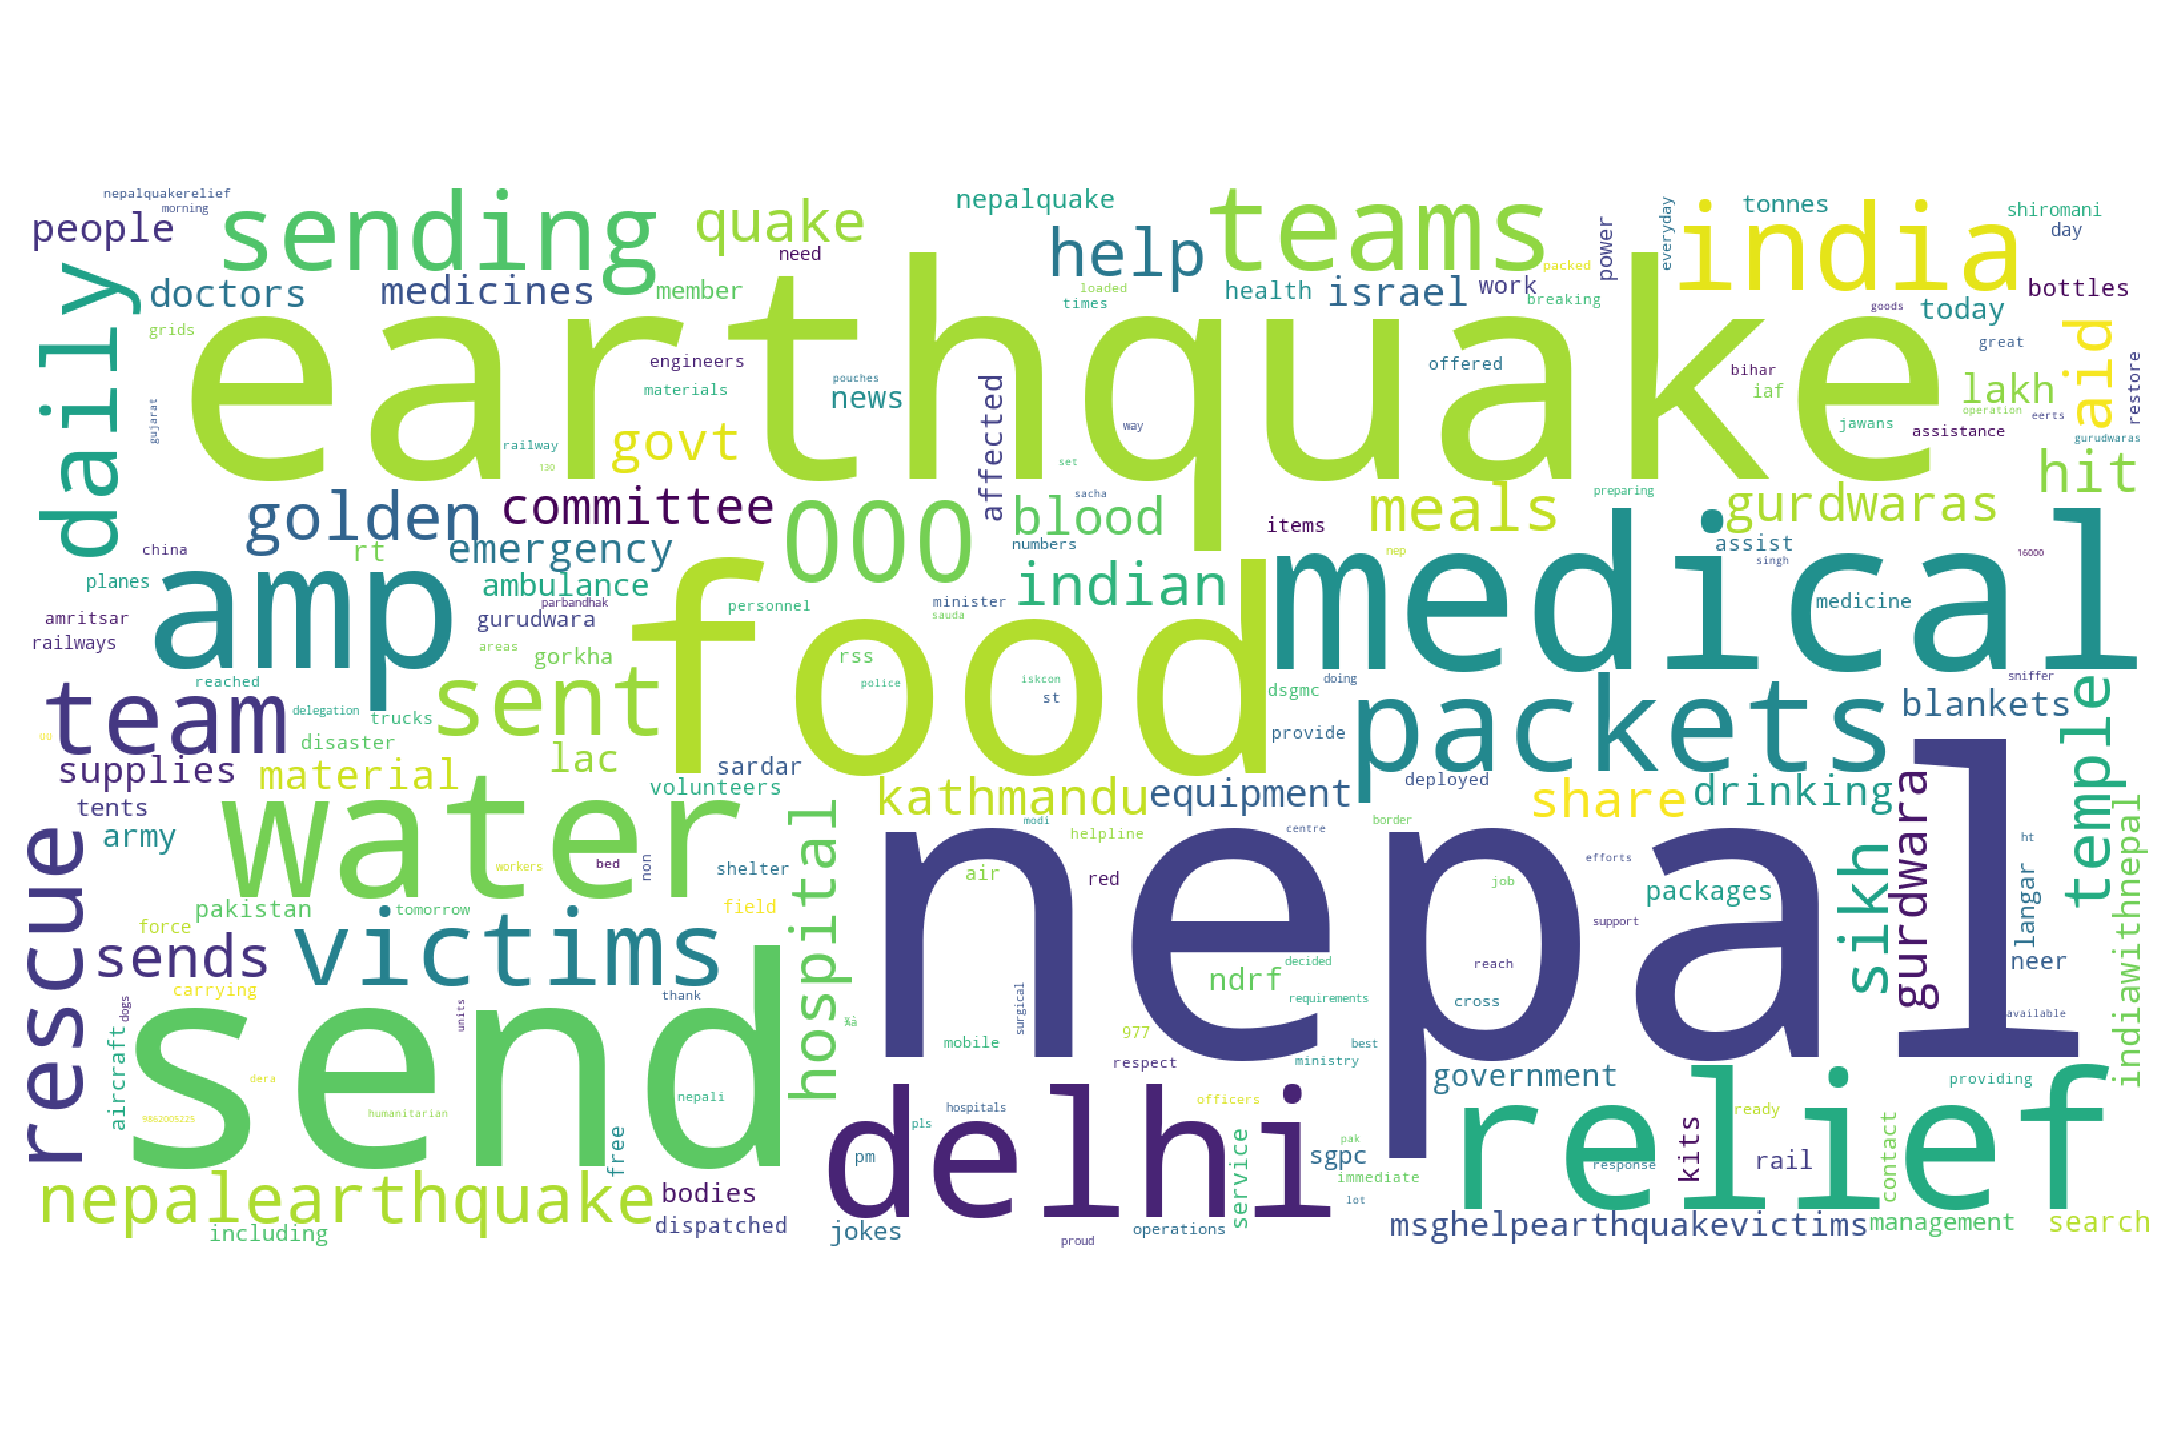 nepalquakerelief
morning
people
sending
quake
nepalquake
help
teams
power
everyday
india
tonnes
shiromani
day
need
daily
doctors
medicines
member
loaded
times
health
israel
work
packed
breaking
goods
today
bottles
grids
earthquake
engineers
materials
pouches
news
affected
offered
great
bihar
iaf
lakh
aid
operation
eerts
restore
gujarat
railway
130
govt
way
set
jawans
assistance
gurudwaras
hit
golden
committee
000
sacha
blood
numbers
items
meals
preparing
gurdwaras
china
rt
emergency
nep
assist
singh
16000
planes
amp
ambulance
indian
medical
medicine
amritsar
parbandhak
gurudwara
personnel
minister
sauda
railways
areas
gorkha
food
rss
police
iskcon
st
dsgmc
doing
sniffer
reached
team
delegation
trucks
sent
packets
blankets
temple
disaster
lac
sardar
provide
supplies
material
volunteers
kathmandu
equipment
deployed
share
drinking
gurdwara
tents
army
water
workers
bed
non
shelter
hospital
modi
helpline
centre
border
sikh
indiawithnepal
ht
rescue
pakistan
tomorrow
field
air
red
nepal
efforts
job
packages
support
langar
force
sends
victims
ndrf
decided
reach
neer
carrying
thank
surgical
requirements
cross
available
dogs
units
aircraft
send
mobile
977
respect
ministry
best
dera
government
providing
humanitarian
nepali
hospitals
officers
relief
ready
free
pls
delhi
service
pak
contact
pm
sgpc
immediate
response
kits
rail
nepalearthquake
bodies
lot
including
dispatched
jokes
proud
operations
msghelpearthquakevictims
management
search